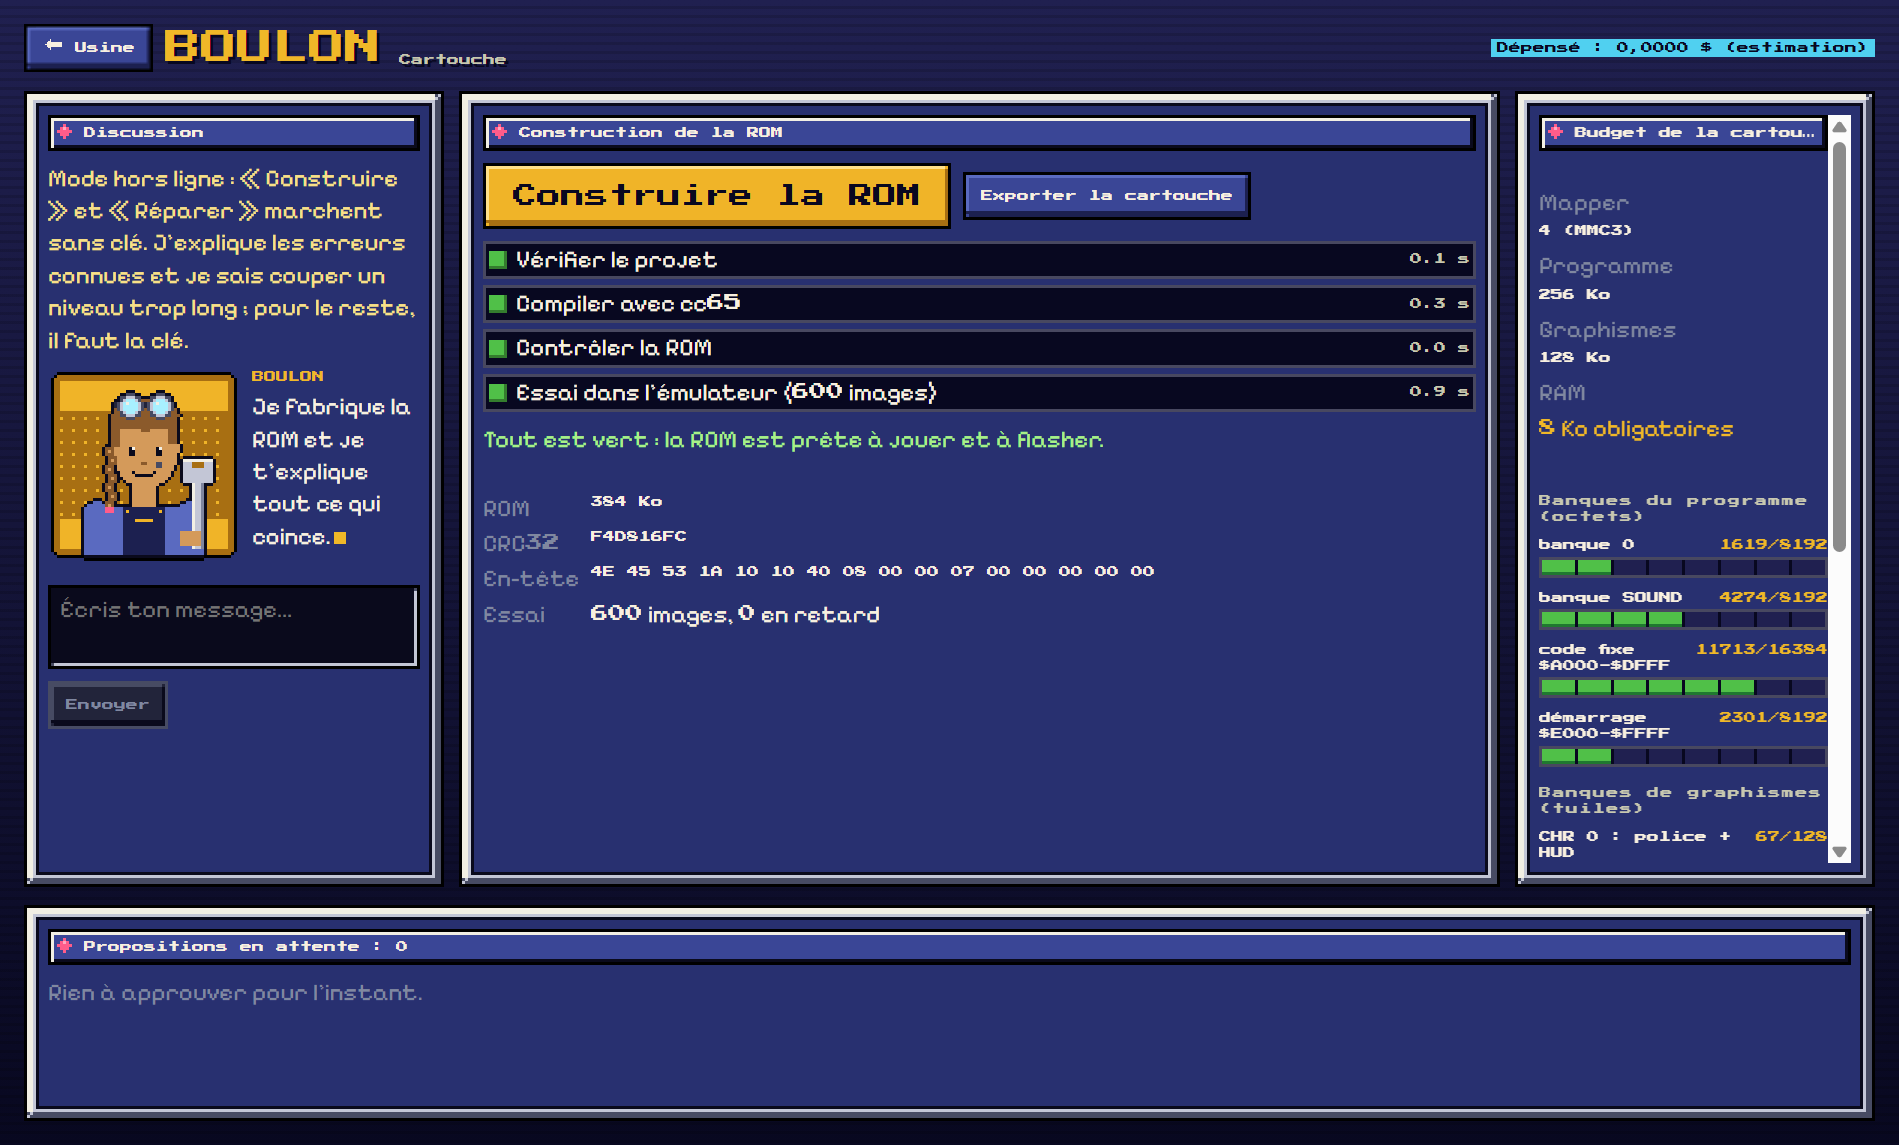 Usine
BOULON
Cartouche
Dépensé : 0,0000 $ (estimation)
Discussion
Mode hors ligne : « Construire
» et « Réparer » marchent
sans clé. J'explique les erreurs
connues et je sais couper un
niveau trop long ; pour le reste,
il faut la clé.
BOULON
Je fabrique la
ROM et je
t'explique
tout ce qui
coince.
Écris ton message...
Envoyer
Construction de la ROM
Construire la ROM
Exporter la cartouche
Vérifier le projet 0.1 s
Compiler avec cc65 0.3 s
Contrôler la ROM 0.0 s
Essai dans l'émulateur (600 images) 0.9 s
Tout est vert : la ROM est prête à jouer et à flasher.
ROM 384 Ko
CRC32 F4D816FC
En-tête 4E 45 53 1A 10 10 40 08 00 00 07 00 00 00 00 00
Essai 600 images, 0 en retard
Budget de la cartou...
Mapper
4 (MMC3)
Programme
256 Ko
Graphismes
128 Ko
RAM
8 Ko obligatoires
Banques du programme
(octets)
banque 0 1619/8192
banque SOUND 4274/8192
code fixe 11713/16384
$A000-$DFFF
démarrage 2301/8192
$E000-$FFFF
Banques de graphismes
(tuiles)
CHR 0 : police + 67/128
HUD
Propositions en attente : 0
Rien à approuver pour l'instant.